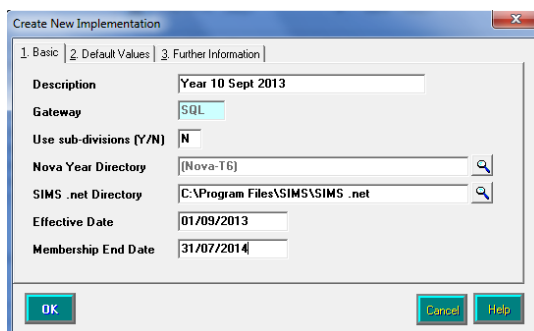 Create New Implementation
1. Basic 2. Default Values 3. Further Information
Description Year 10 Sept 2013
Gateway SQL
Use sub-divisions (Y/N) N
Nova Year Directory (Nova-T6)
SIMS .net Directory C:\Program Files\SIMS\SIMS .net
Effective Date 01/09/2013
Membership End Date 31/07/2014
OK Cancel Help